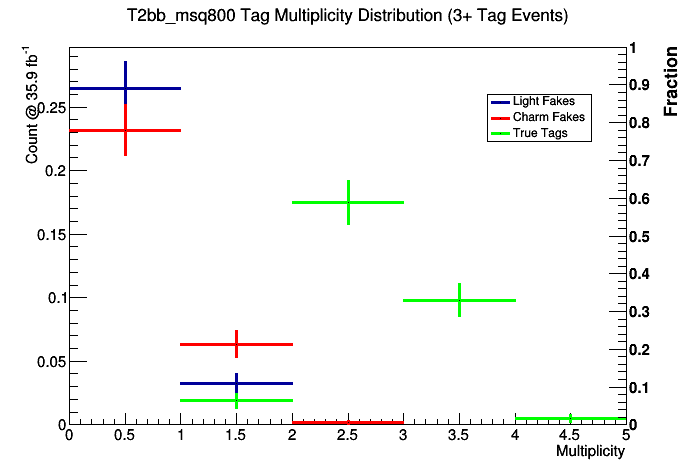 T2bb_msq800 Tag Multiplicity Distribution (3+ Tag Events)
Count @ 35.9 fb⁻¹
0.25
0.2
0.15
0.1
0.05
0
Light Fakes
Charm Fakes
True Tags
1
0.9
0.8
0.7
0.6
0.5
0.4
0.3
0.2
0.1
0
Fraction
0 0.5 1 1.5 2 2.5 3 3.5 4 4.5 5
Multiplicity